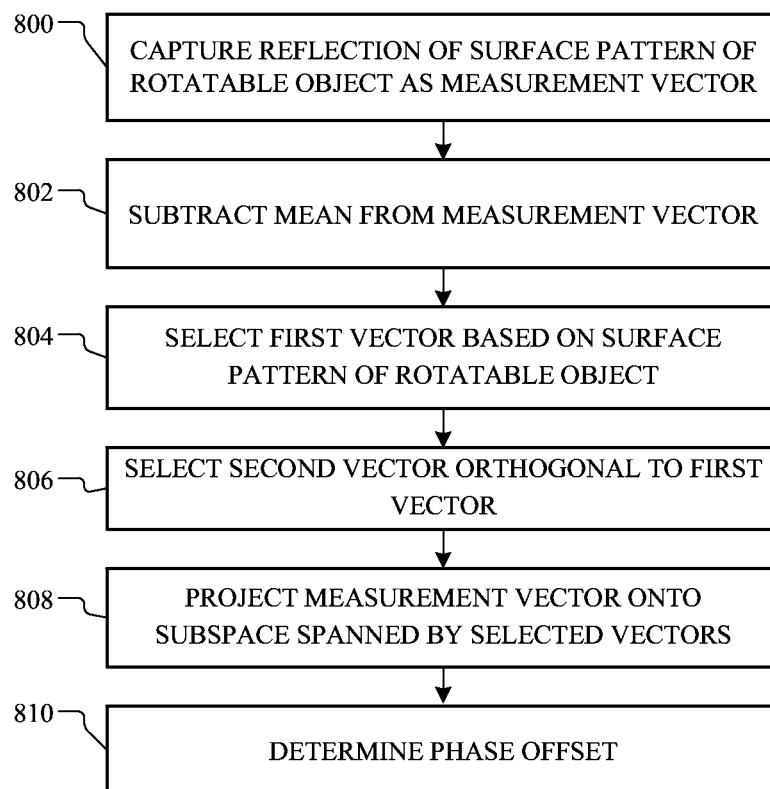 800
CAPTURE REFLECTION OF SURFACE PATTERN OF
ROTATABLE OBJECT AS MEASUREMENT VECTOR
802
SUBTRACT MEAN FROM MEASUREMENT VECTOR
804
SELECT FIRST VECTOR BASED ON SURFACE
PATTERN OF ROTATABLE OBJECT
806
SELECT SECOND VECTOR ORTHOGONAL TO FIRST
VECTOR
808
PROJECT MEASUREMENT VECTOR ONTO
SUBSPACE SPANNED BY SELECTED VECTORS
810
DETERMINE PHASE OFFSET